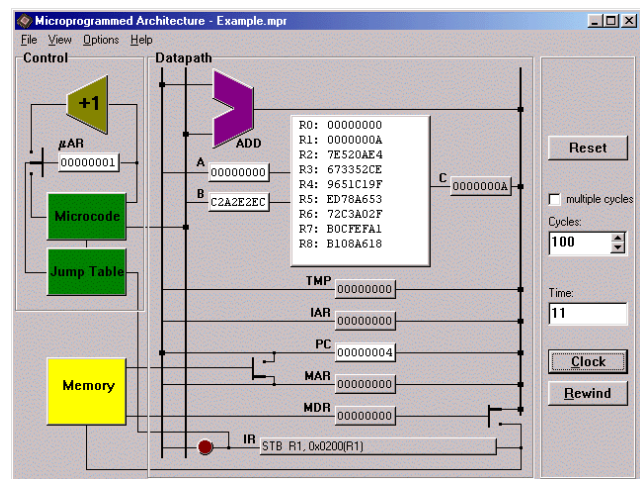 Microprogrammed Architecture - Example.mpr
File View Options Help
Control
Datapath
+1
ADD
µAR
00000001
Microcode
Jump Table
Memory
A
00000000
B
C2A2E2EC
R0: 00000000
R1: 0000000A
R2: 7E520AE4
R3: 673352CE
R4: 9651C19F
R5: ED78A653
R6: 72C3A02F
R7: B0CFEFA1
R8: B108A618
C
0000000A
TMP
00000000
IAR
00000000
PC
00000004
MAR
00000000
MDR
00000000
IR
STB R1, 0x0200(R1)
Reset
multiple cycles
Cycles:
100
Time:
11
Clock
Rewind